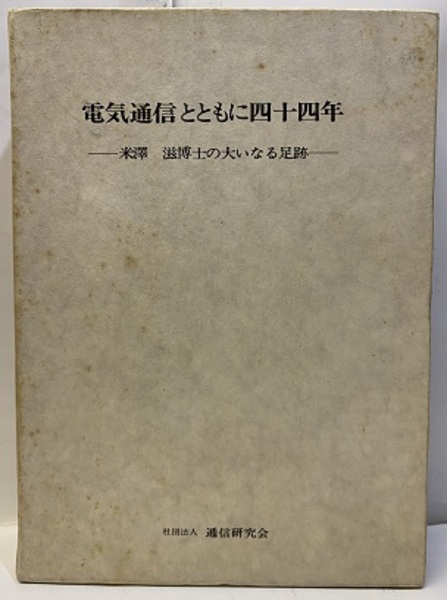 電気通信とともに四十四年
――米澤　滋博士の大いなる足跡――
社団法人 逓信研究会